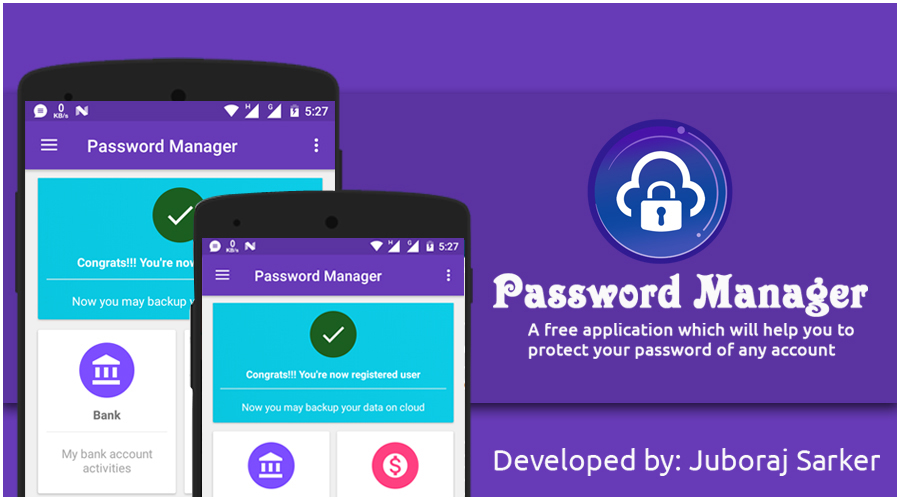 0
KB/s
H
G
5:27
Password Manager
Congrats!!! You're now
Now you may backup
Bank
My bank account
activities
0
KB/s
H
G
5:27
Password Manager
Congrats!!! You're now registered user
Now you may backup your data on cloud
Password Manager
A free application which will help you to
protect your password of any account
Developed by: Juboraj Sarker